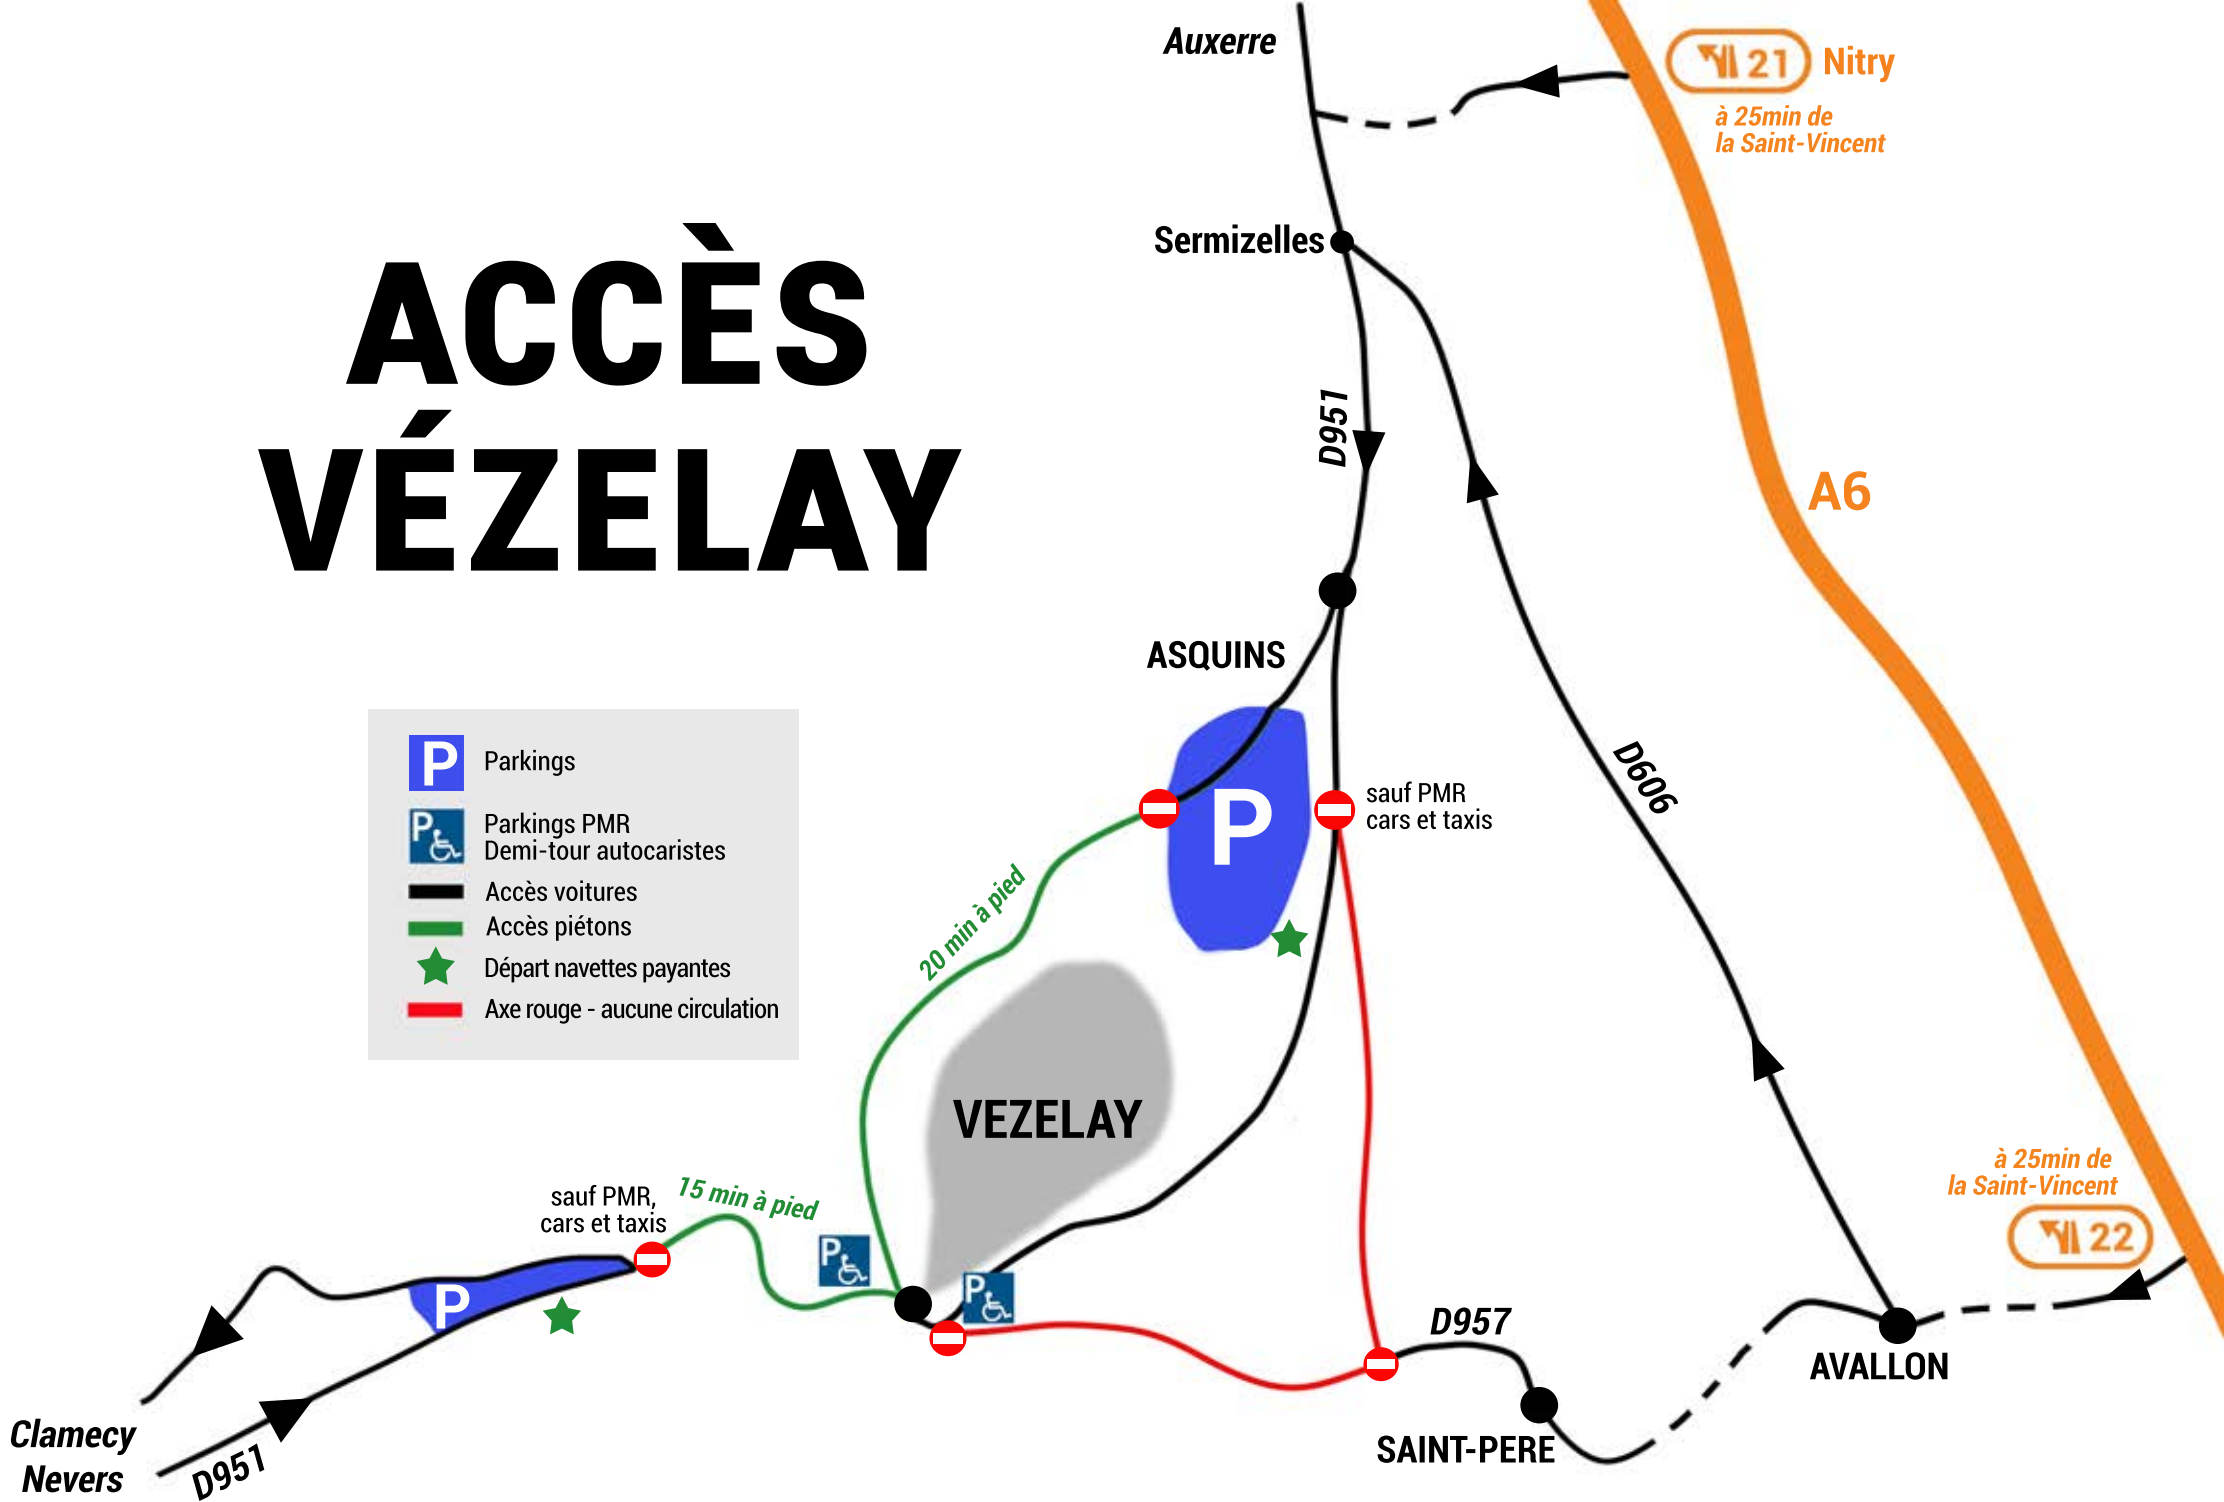 Auxerre
21 Nitry
à 25min de
la Saint-Vincent
Sermizelles
ACCÈS
VÉZELAY
D951
A6
ASQUINS
P Parkings
P Parkings PMR
Demi-tour autocaristes
Accès voitures
Accès piétons
Départ navettes payantes
Axe rouge - aucune circulation
P
sauf PMR
cars et taxis
D606
20 min à pied
VEZELAY
sauf PMR,
cars et taxis
15 min à pied
P
P
P
à 25min de
la Saint-Vincent
22
D957
AVALLON
SAINT-PERE
Clamecy
Nevers
D951